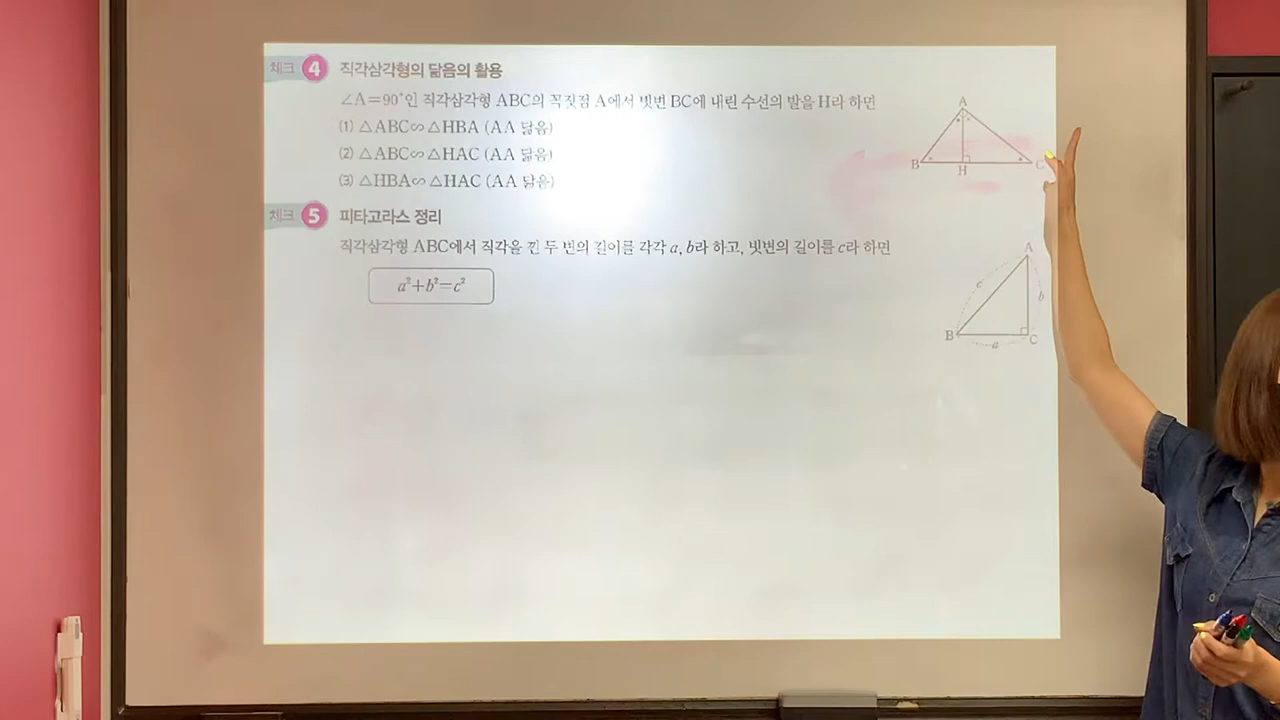 체크 4 직각삼각형의 닮음의 활용
∠A=90°인 직각삼각형 ABC의 꼭짓점 A에서 빗변 BC에 내린 수선의 발을 H라 하면
(1) △ABC∽△HBA (AA 닮음)
(2) △ABC∽△HAC (AA 닮음)
(3) △HBA∽△HAC (AA 닮음)
A
B H C
체크 5 피타고라스 정리
직각삼각형 ABC에서 직각을 낀 두 변의 길이를 각각 a, b라 하고, 빗변의 길이를 c라 하면
a²+b²=c²
A
c b
B a C